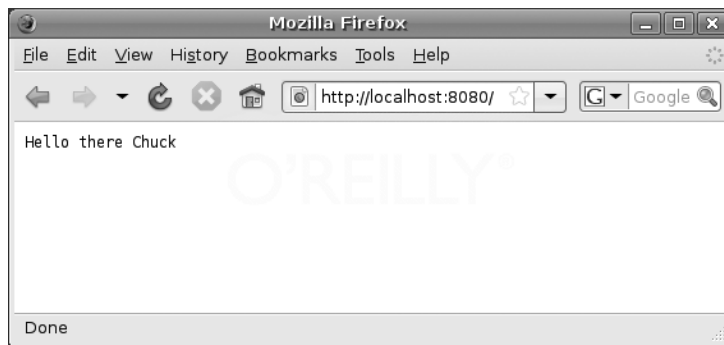 Mozilla Firefox
File Edit View History Bookmarks Tools Help
http://localhost:8080/ G Google
Hello there Chuck
O'REILLY®
Done